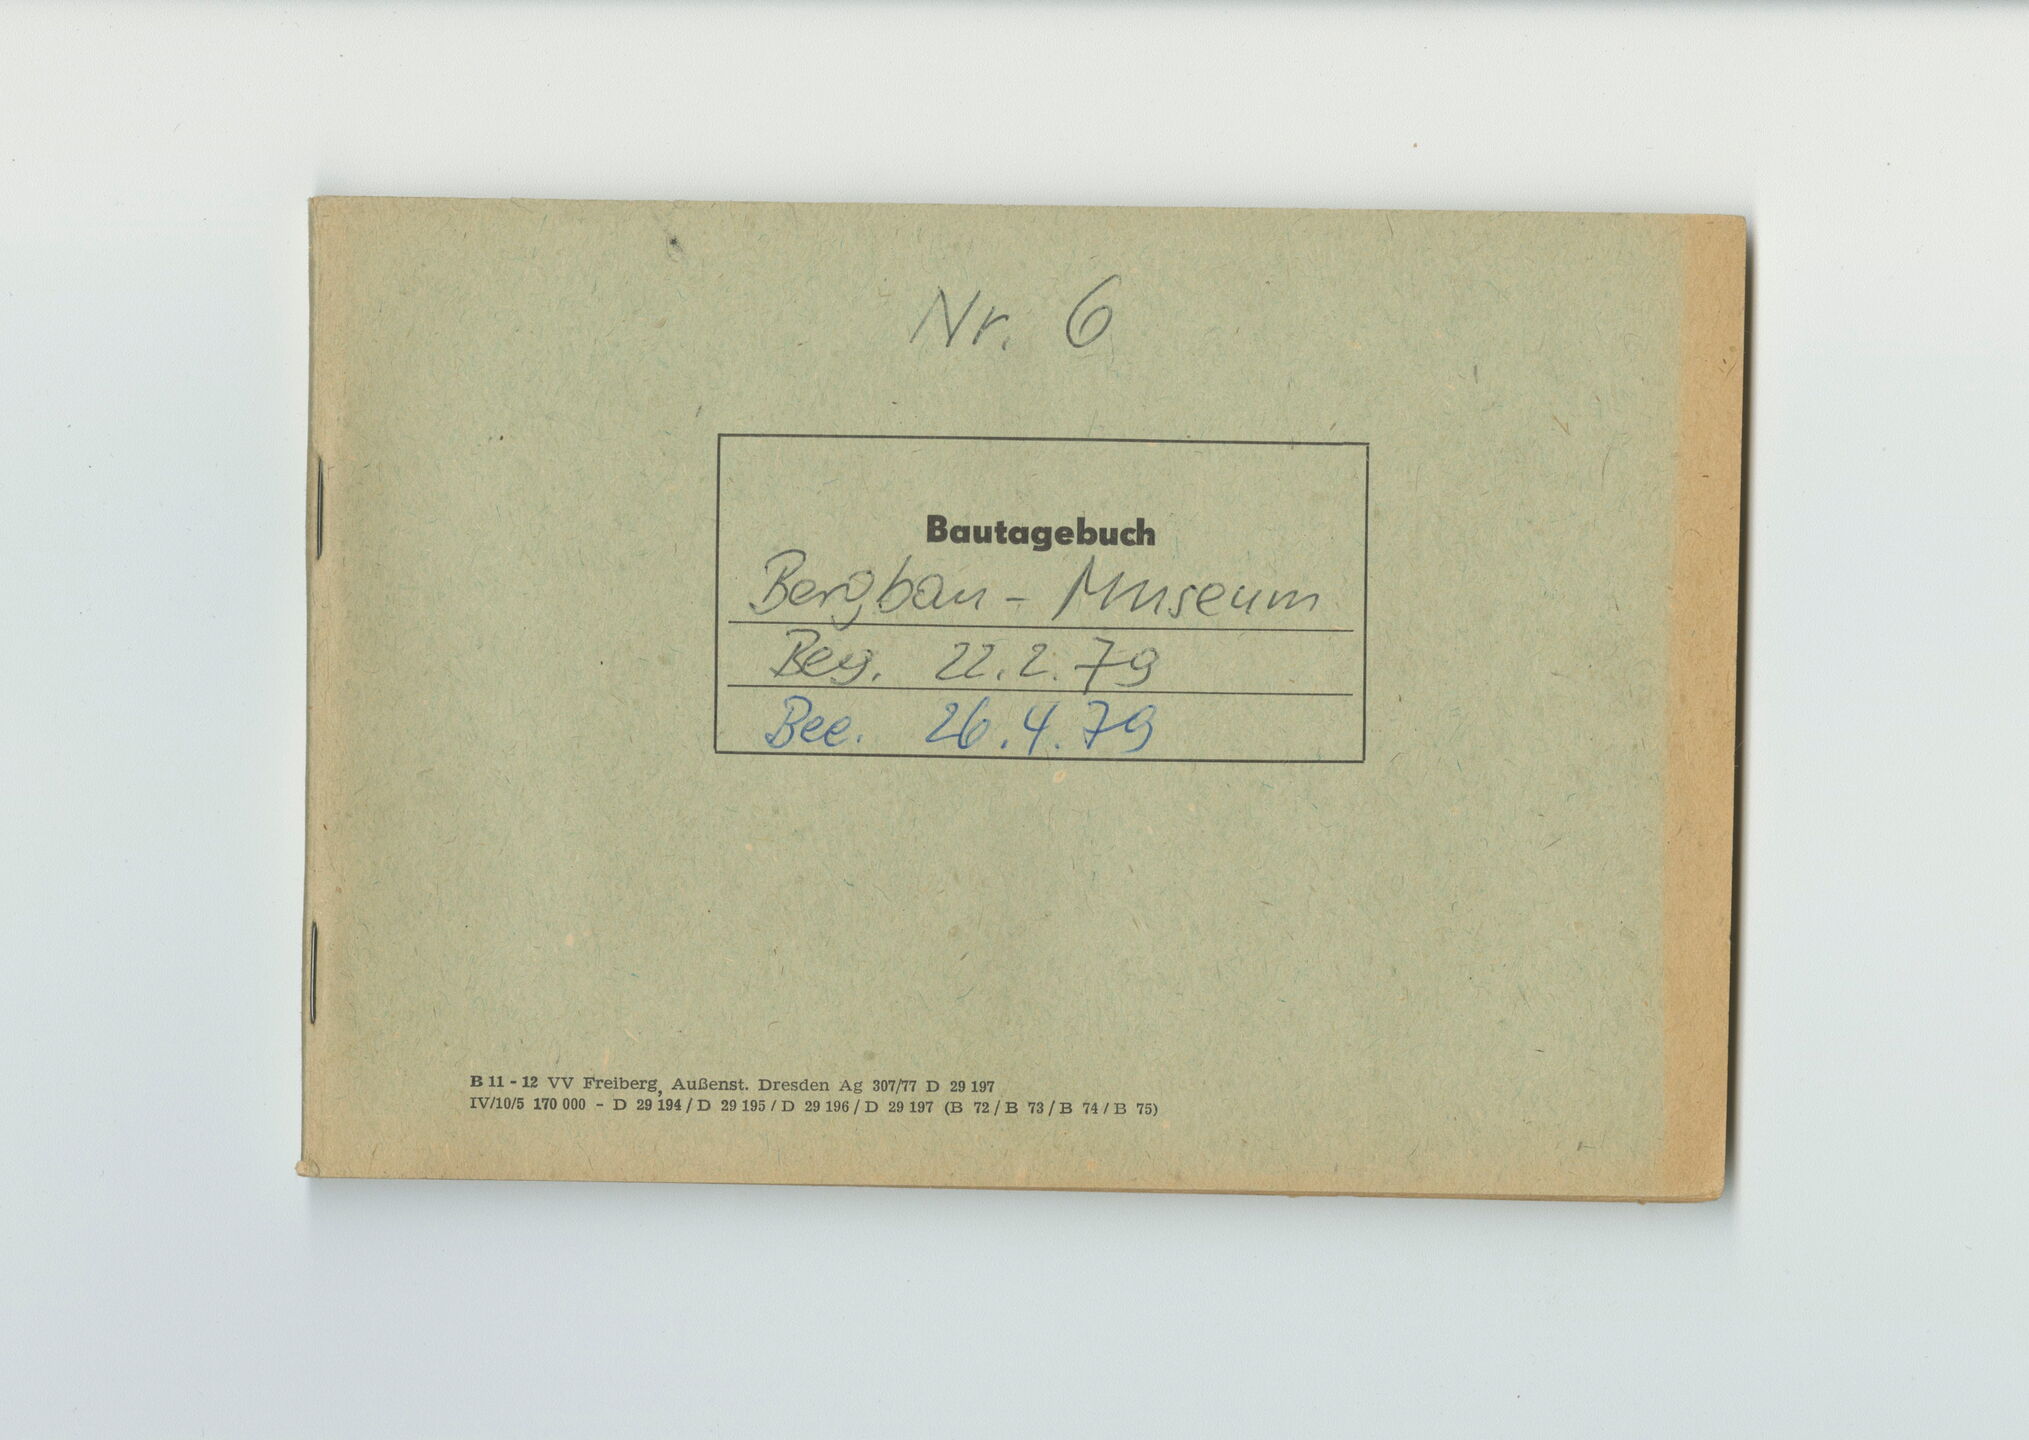 Nr. 6
Bautagebuch
Bergbau - Museum
Beg. 22.2.79
Bee. 26.4.79
B 11 - 12 VV Freiberg, Außenst. Dresden Ag 307/77 D 29 197
IV/10/5 170 000 - D 29 194 / D 29 195 / D 29 196 / D 29 197 (B 72 / B 73 / B 74 / B 75)